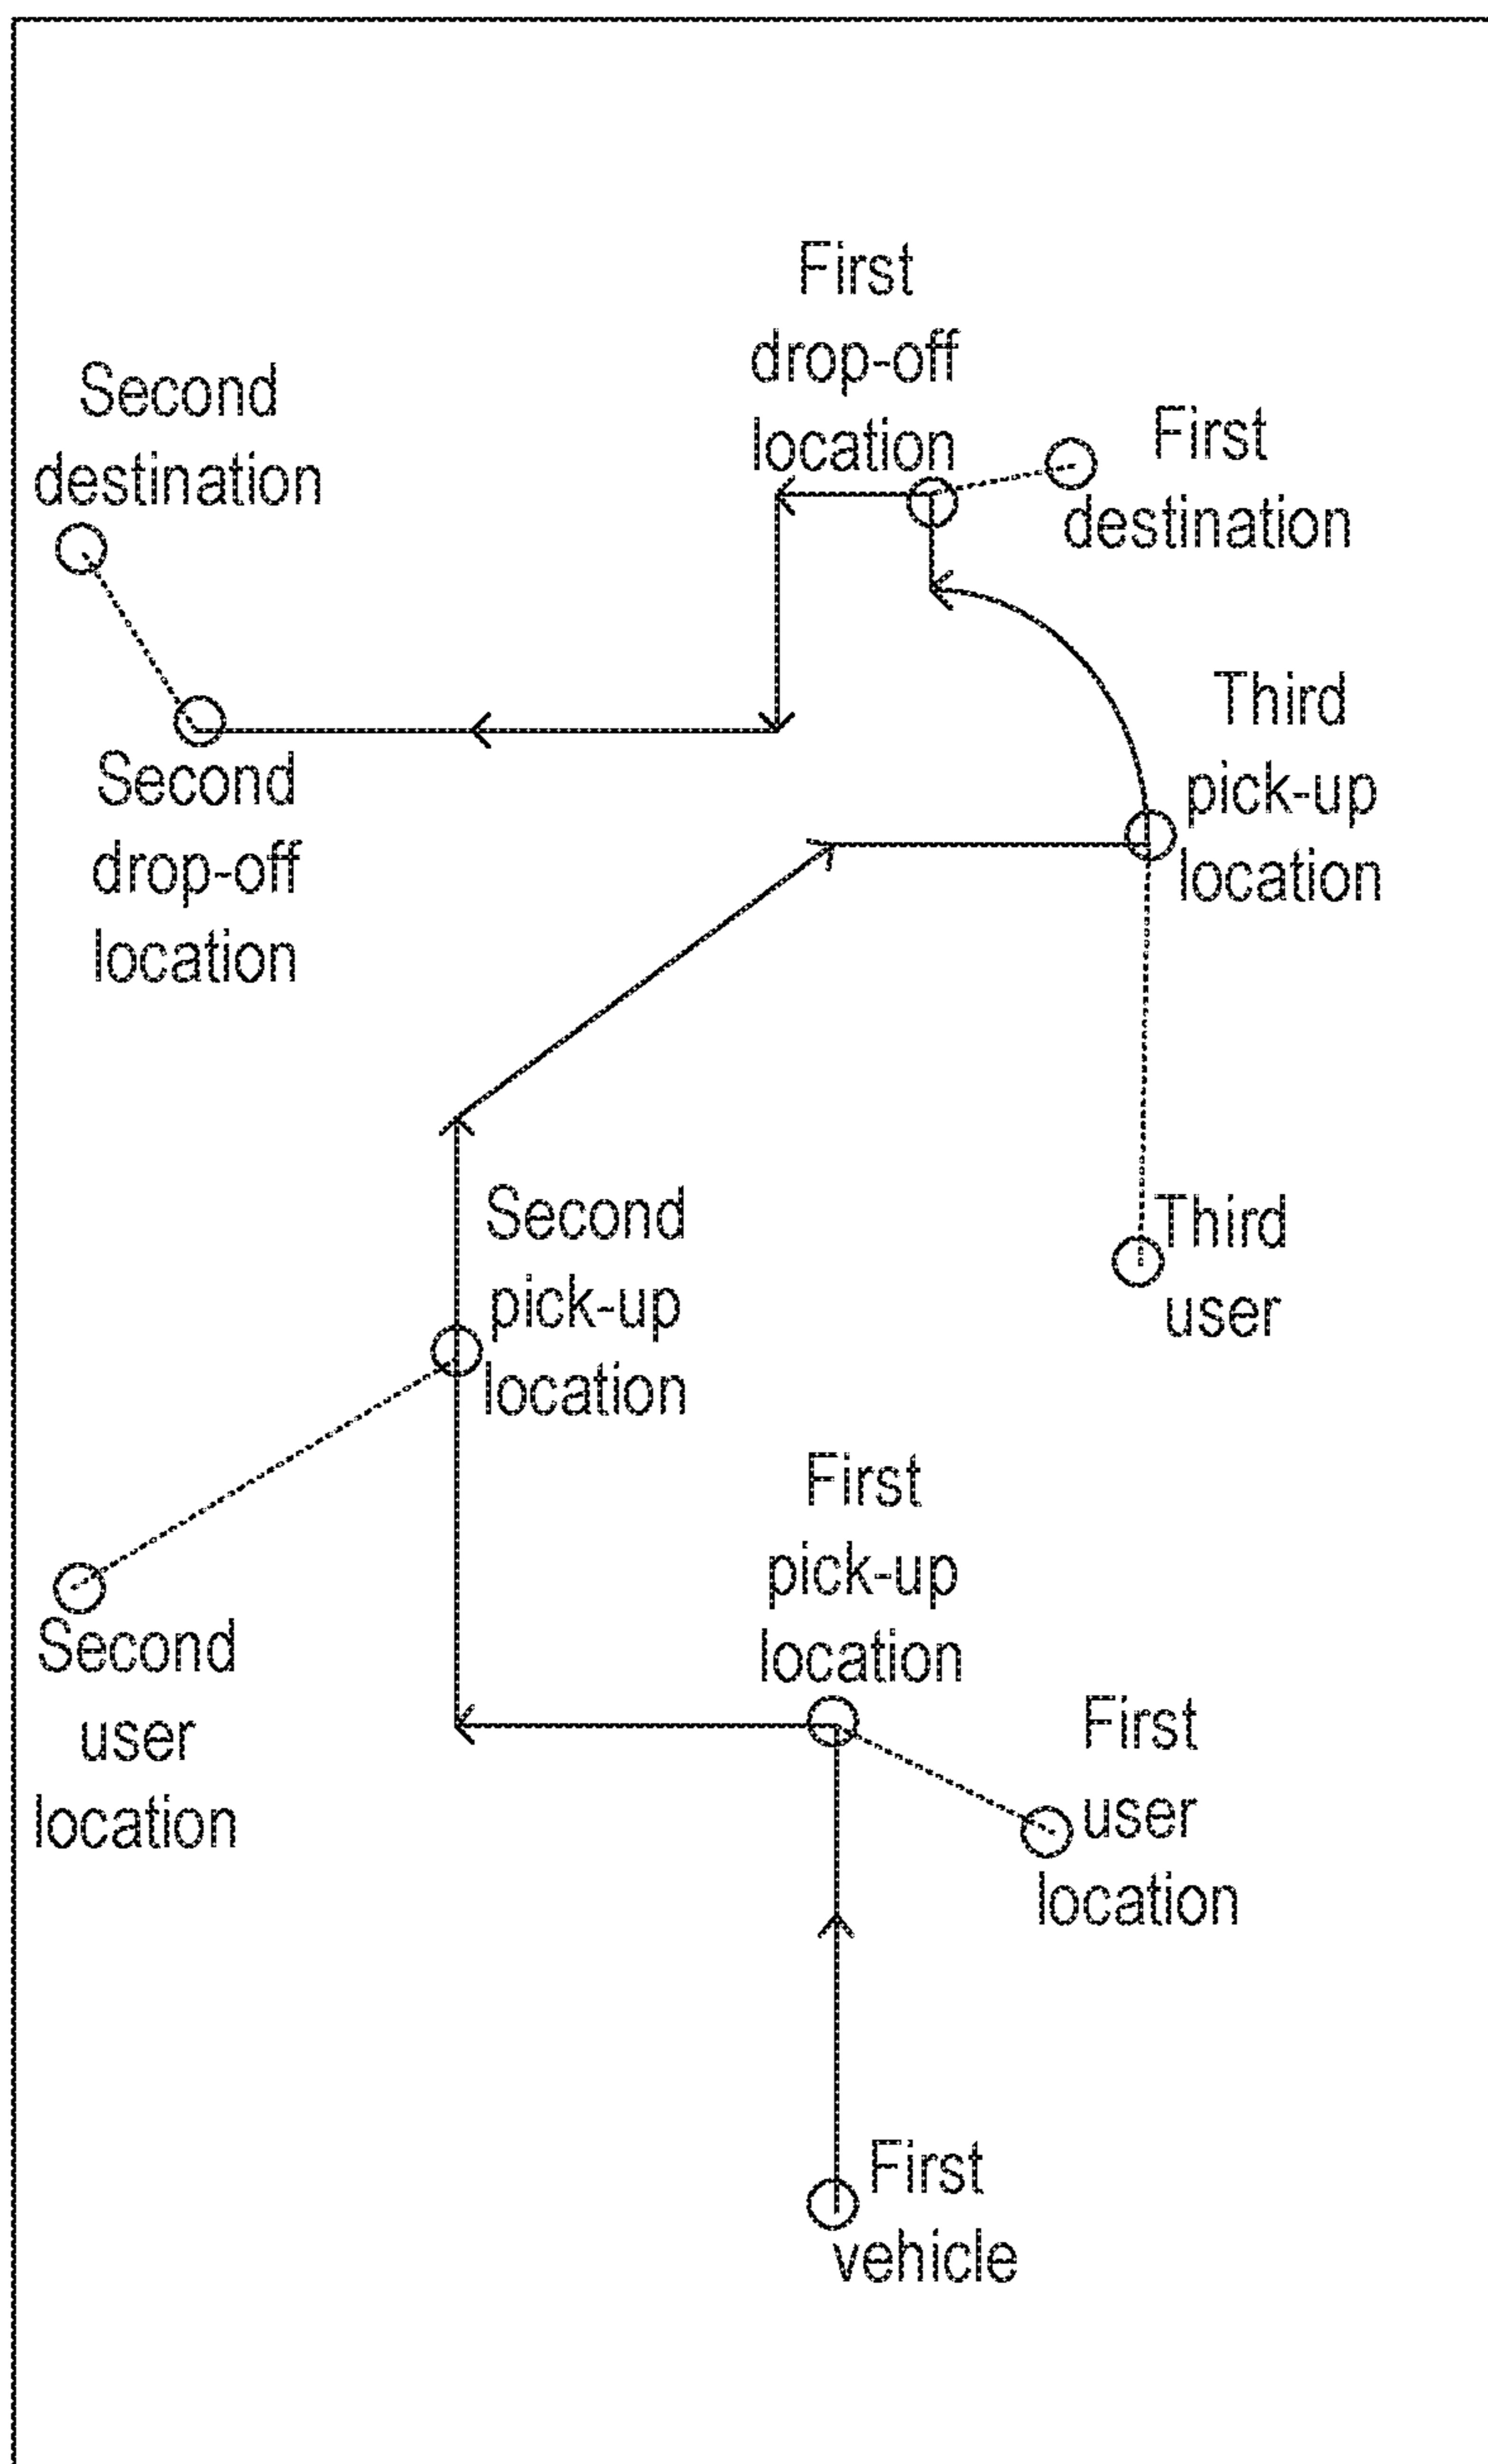 First
drop-off
location
Second
destination
First
destination
Third
pick-up
location
Second
drop-off
location
Second
pick-up
location
Third
user
First
pick-up
location
Second
user
location
First
user
location
First
vehicle